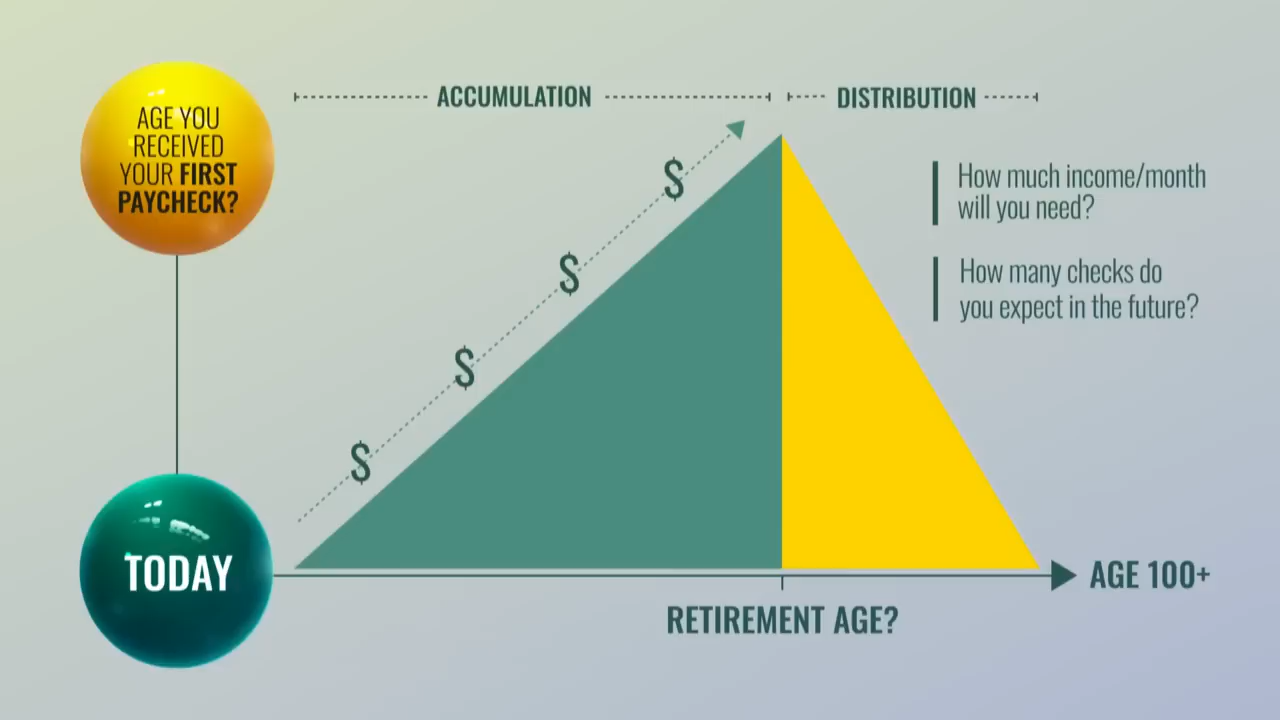 AGE YOU
RECEIVED
YOUR FIRST
PAYCHECK?
ACCUMULATION
DISTRIBUTION
$
$
$
$
How much income/month
will you need?
How many checks do
you expect in the future?
TODAY
AGE 100+
RETIREMENT AGE?